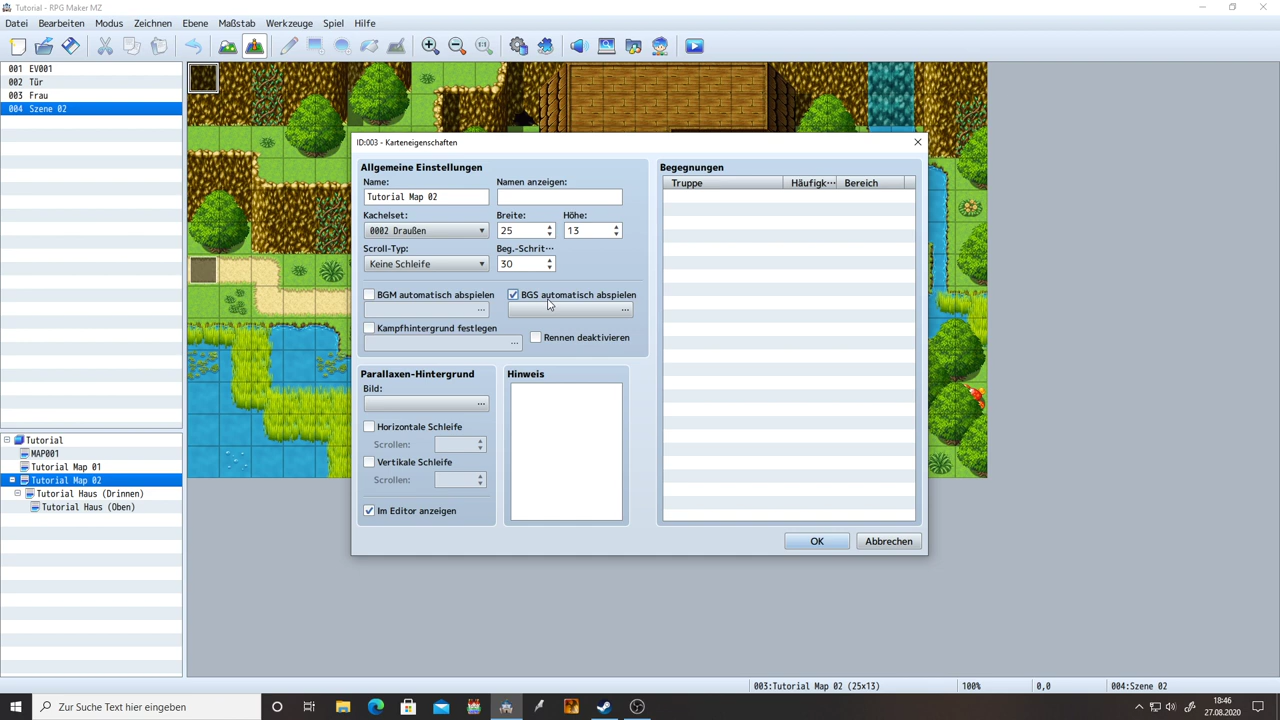 Tutorial - RPG Maker MZ
Datei Bearbeiten Modus Zeichnen Ebene Maßstab Werkzeuge Spiel Hilfe
001 EV001
002 Tür
003 Frau
004 Szene 02
Tutorial
MAP001
Tutorial Map 01
Tutorial Map 02
Tutorial Haus (Drinnen)
Tutorial Haus (Oben)
ID:003 - Karteneigenschaften
Allgemeine Einstellungen
Name: Namen anzeigen:
Tutorial Map 02
Kachelset: Breite: Höhe:
0002 Draußen 25 13
Scroll-Typ: Beg.-Schrit···
Keine Schleife 30
BGM automatisch abspielen BGS automatisch abspielen
... ...
Kampfhintergrund festlegen Rennen deaktivieren
...
Parallaxen-Hintergrund
Bild:
...
Horizontale Schleife
Scrollen:
Vertikale Schleife
Scrollen:
Im Editor anzeigen
Hinweis
Begegnungen
Truppe Häufigk··· Bereich
OK Abbrechen
003:Tutorial Map 02 (25×13) 100% 0,0 004:Szene 02
Zur Suche Text hier eingeben
18:46
27.08.2020